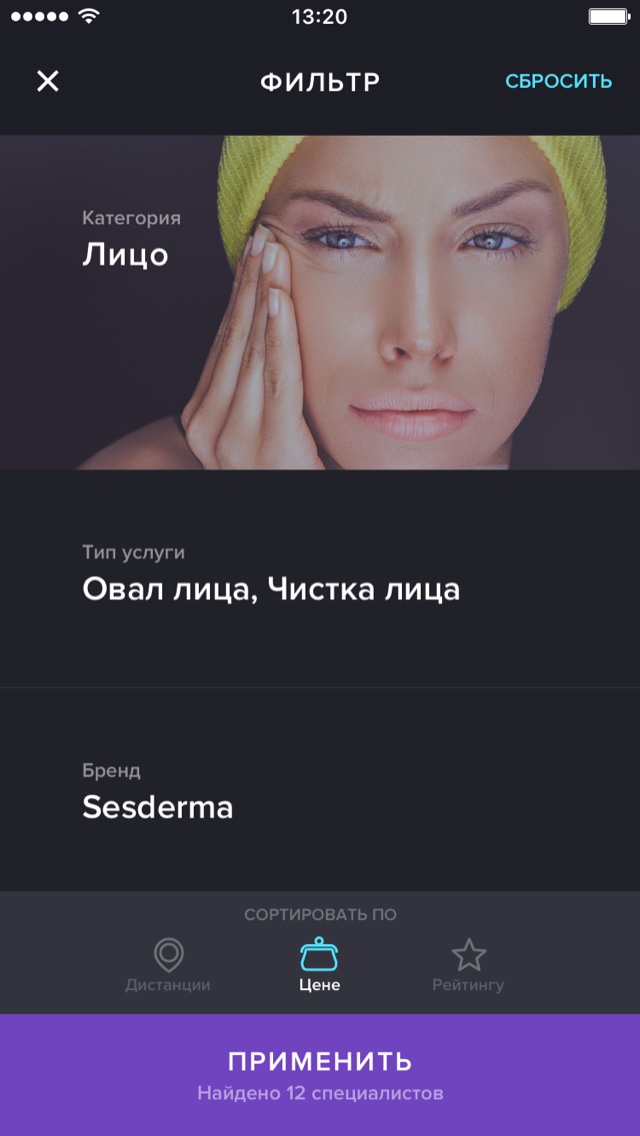 13:20
ФИЛЬТР
СБРОСИТЬ
Категория
Лицо
Тип услуги
Овал лица, Чистка лица
Бренд
Sesderma
СОРТИРОВАТЬ ПО
Дистанции
Цене
Рейтингу
ПРИМЕНИТЬ
Найдено 12 специалистов